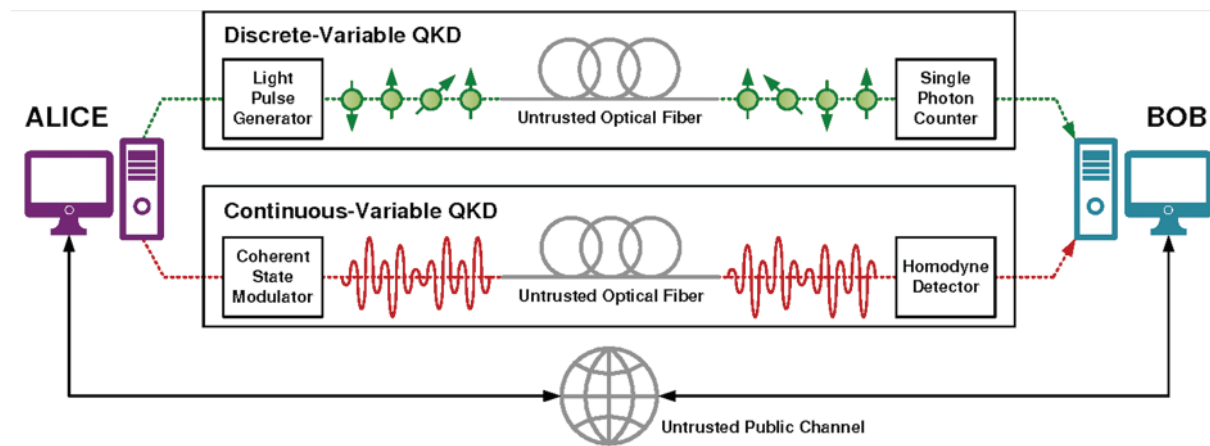 Discrete-Variable QKD
Light
Pulse
Generator
Untrusted Optical Fiber
Single
Photon
Counter
ALICE
BOB
Continuous-Variable QKD
Coherent
State
Modulator
Untrusted Optical Fiber
Homodyne
Detector
Untrusted Public Channel